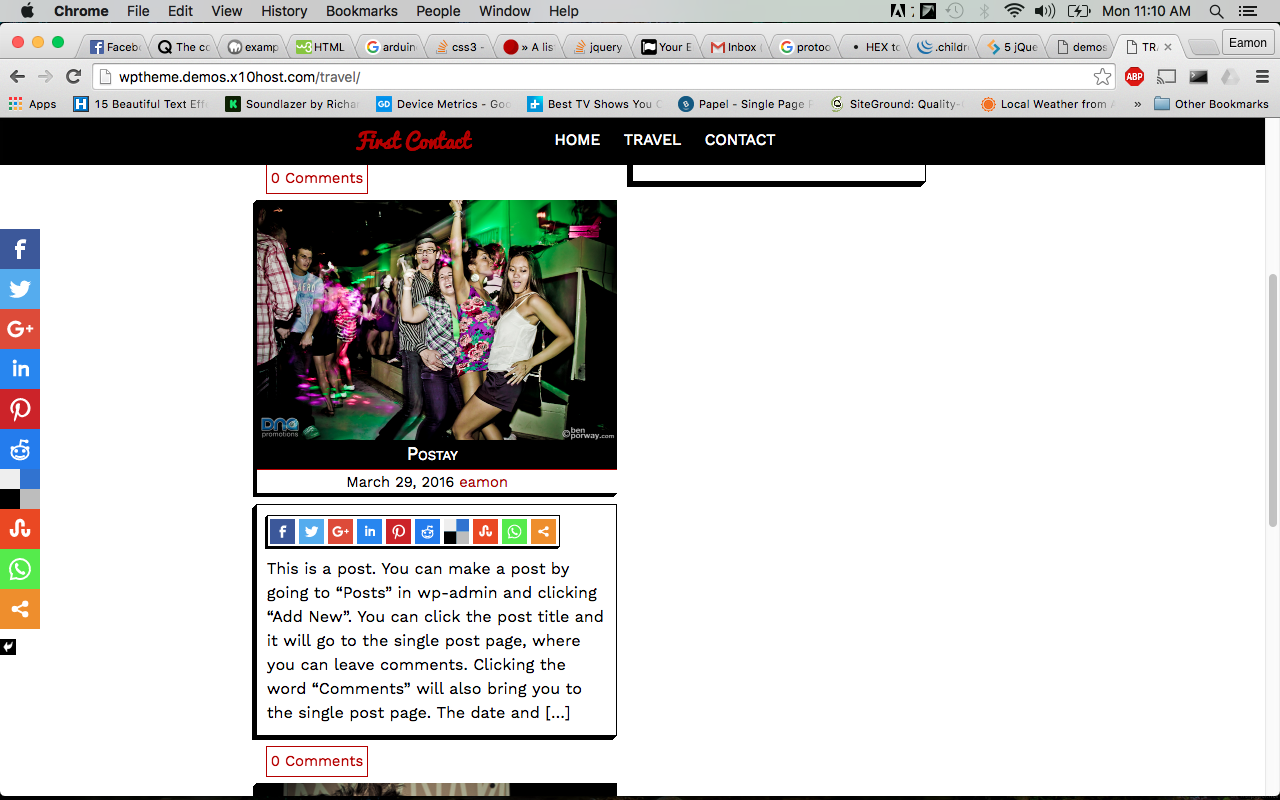 Chrome File Edit View History Bookmarks People Window Help Mon 11:10 AM
Faceb The co examp HTML arduin css3 - » A lis jquery Your E Inbox protoc HEX to .childre 5 jQue demos TRA Eamon
wptheme.demos.x10host.com/travel/ ABP
Apps 15 Beautiful Text Effe Soundlazer by Richar Device Metrics - Goo Best TV Shows You C Papel - Single Page P SiteGround: Quality- Local Weather from A » Other Bookmarks
First Contact HOME TRAVEL CONTACT
0 Comments
DNA promotions
©ben porway.com
Postay
March 29, 2016 eamon
This is a post. You can make a post by
going to “Posts” in wp-admin and clicking
“Add New”. You can click the post title and
it will go to the single post page, where
you can leave comments. Clicking the
word “Comments” will also bring you to
the single post page. The date and […]
0 Comments